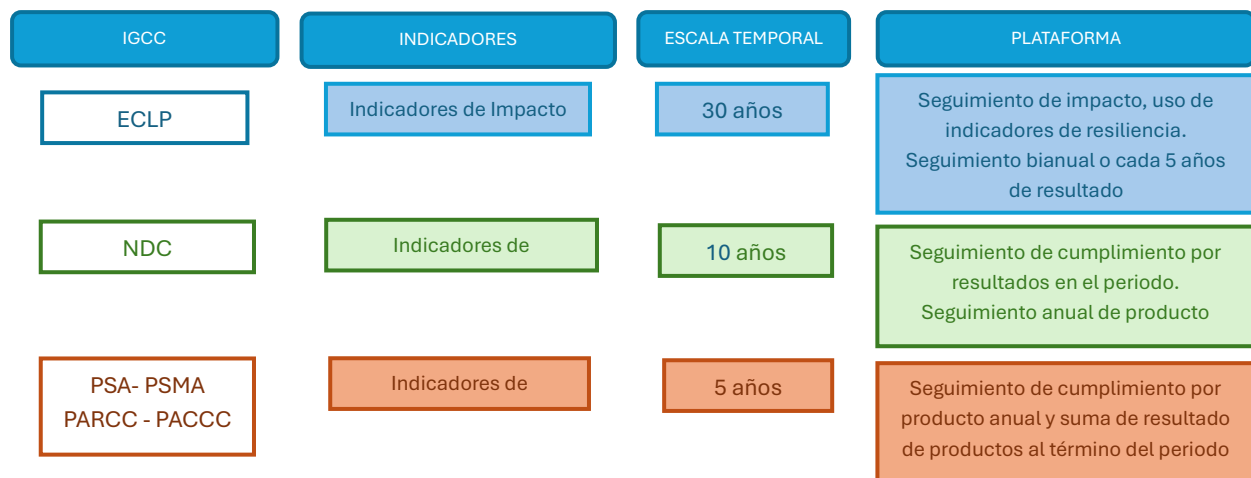 IGCC
INDICADORES
ESCALA TEMPORAL
PLATAFORMA
ECLP
Indicadores de Impacto
30 años
Seguimiento de impacto, uso de
indicadores de resiliencia.
Seguimiento bianual o cada 5 años
de resultado
NDC
Indicadores de
10 años
Seguimiento de cumplimiento por
resultados en el periodo.
Seguimiento anual de producto
PSA- PSMA
PARCC - PACCC
Indicadores de
5 años
Seguimiento de cumplimiento por
producto anual y suma de resultado
de productos al término del periodo